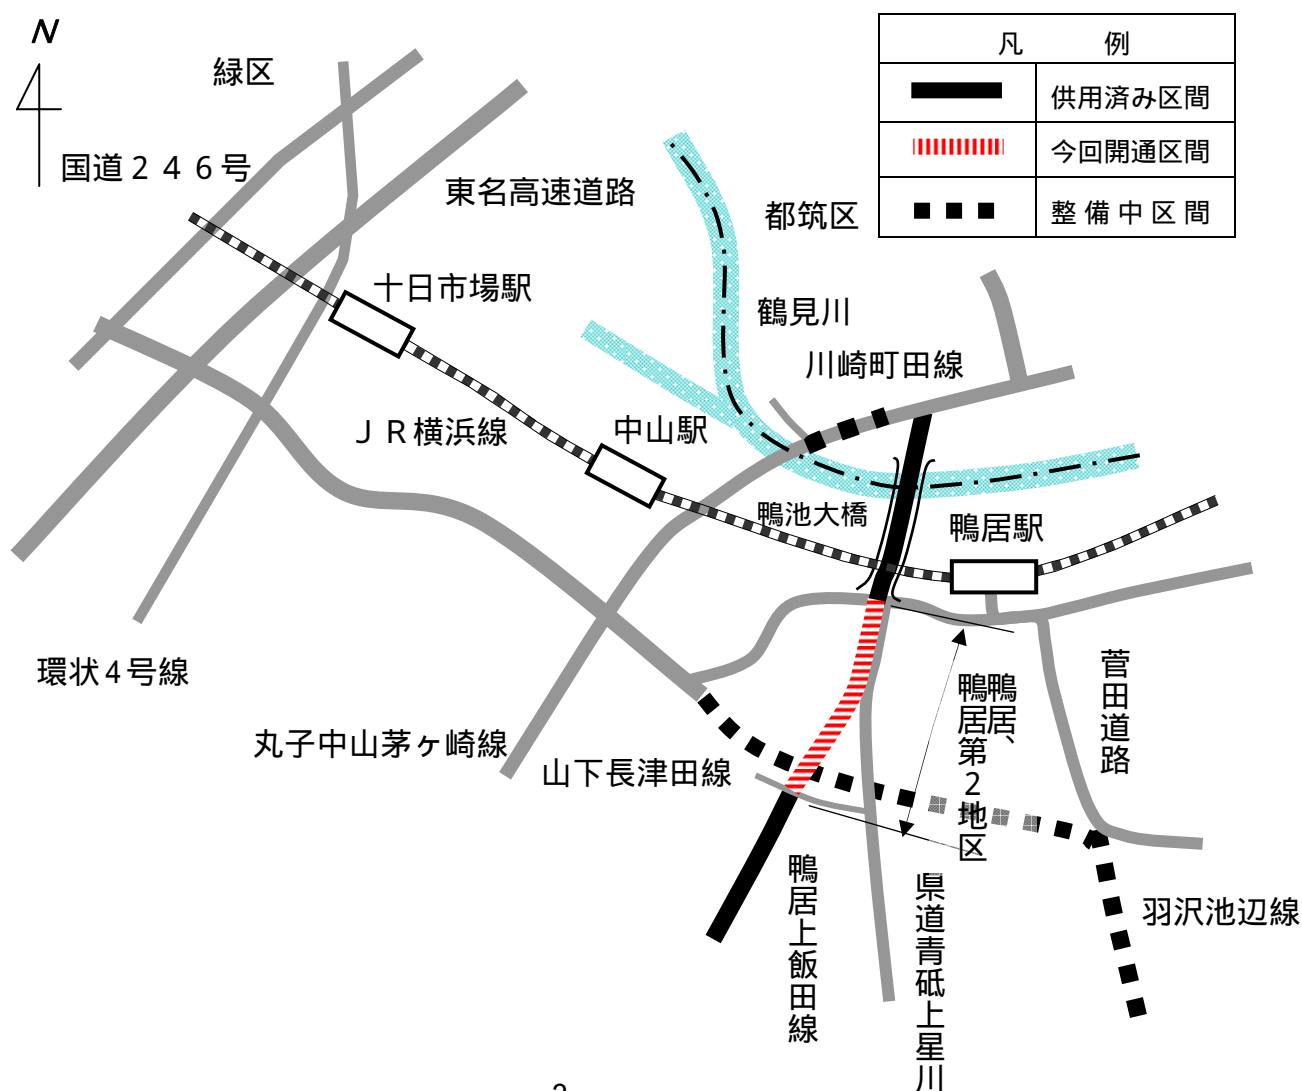 N
凡　例
供用済み区間
今回開通区間
整備中区間
緑区
国道２４６号
東名高速道路
都筑区
十日市場駅
鶴見川
川崎町田線
ＪＲ横浜線
中山駅
鴨池大橋
鴨居駅
環状４号線
丸子中山茅ヶ崎線
山下長津田線
鴨居、
鴨居第２地区
菅田道路
鴨居上飯田線
県道青砥上星川
羽沢池辺線